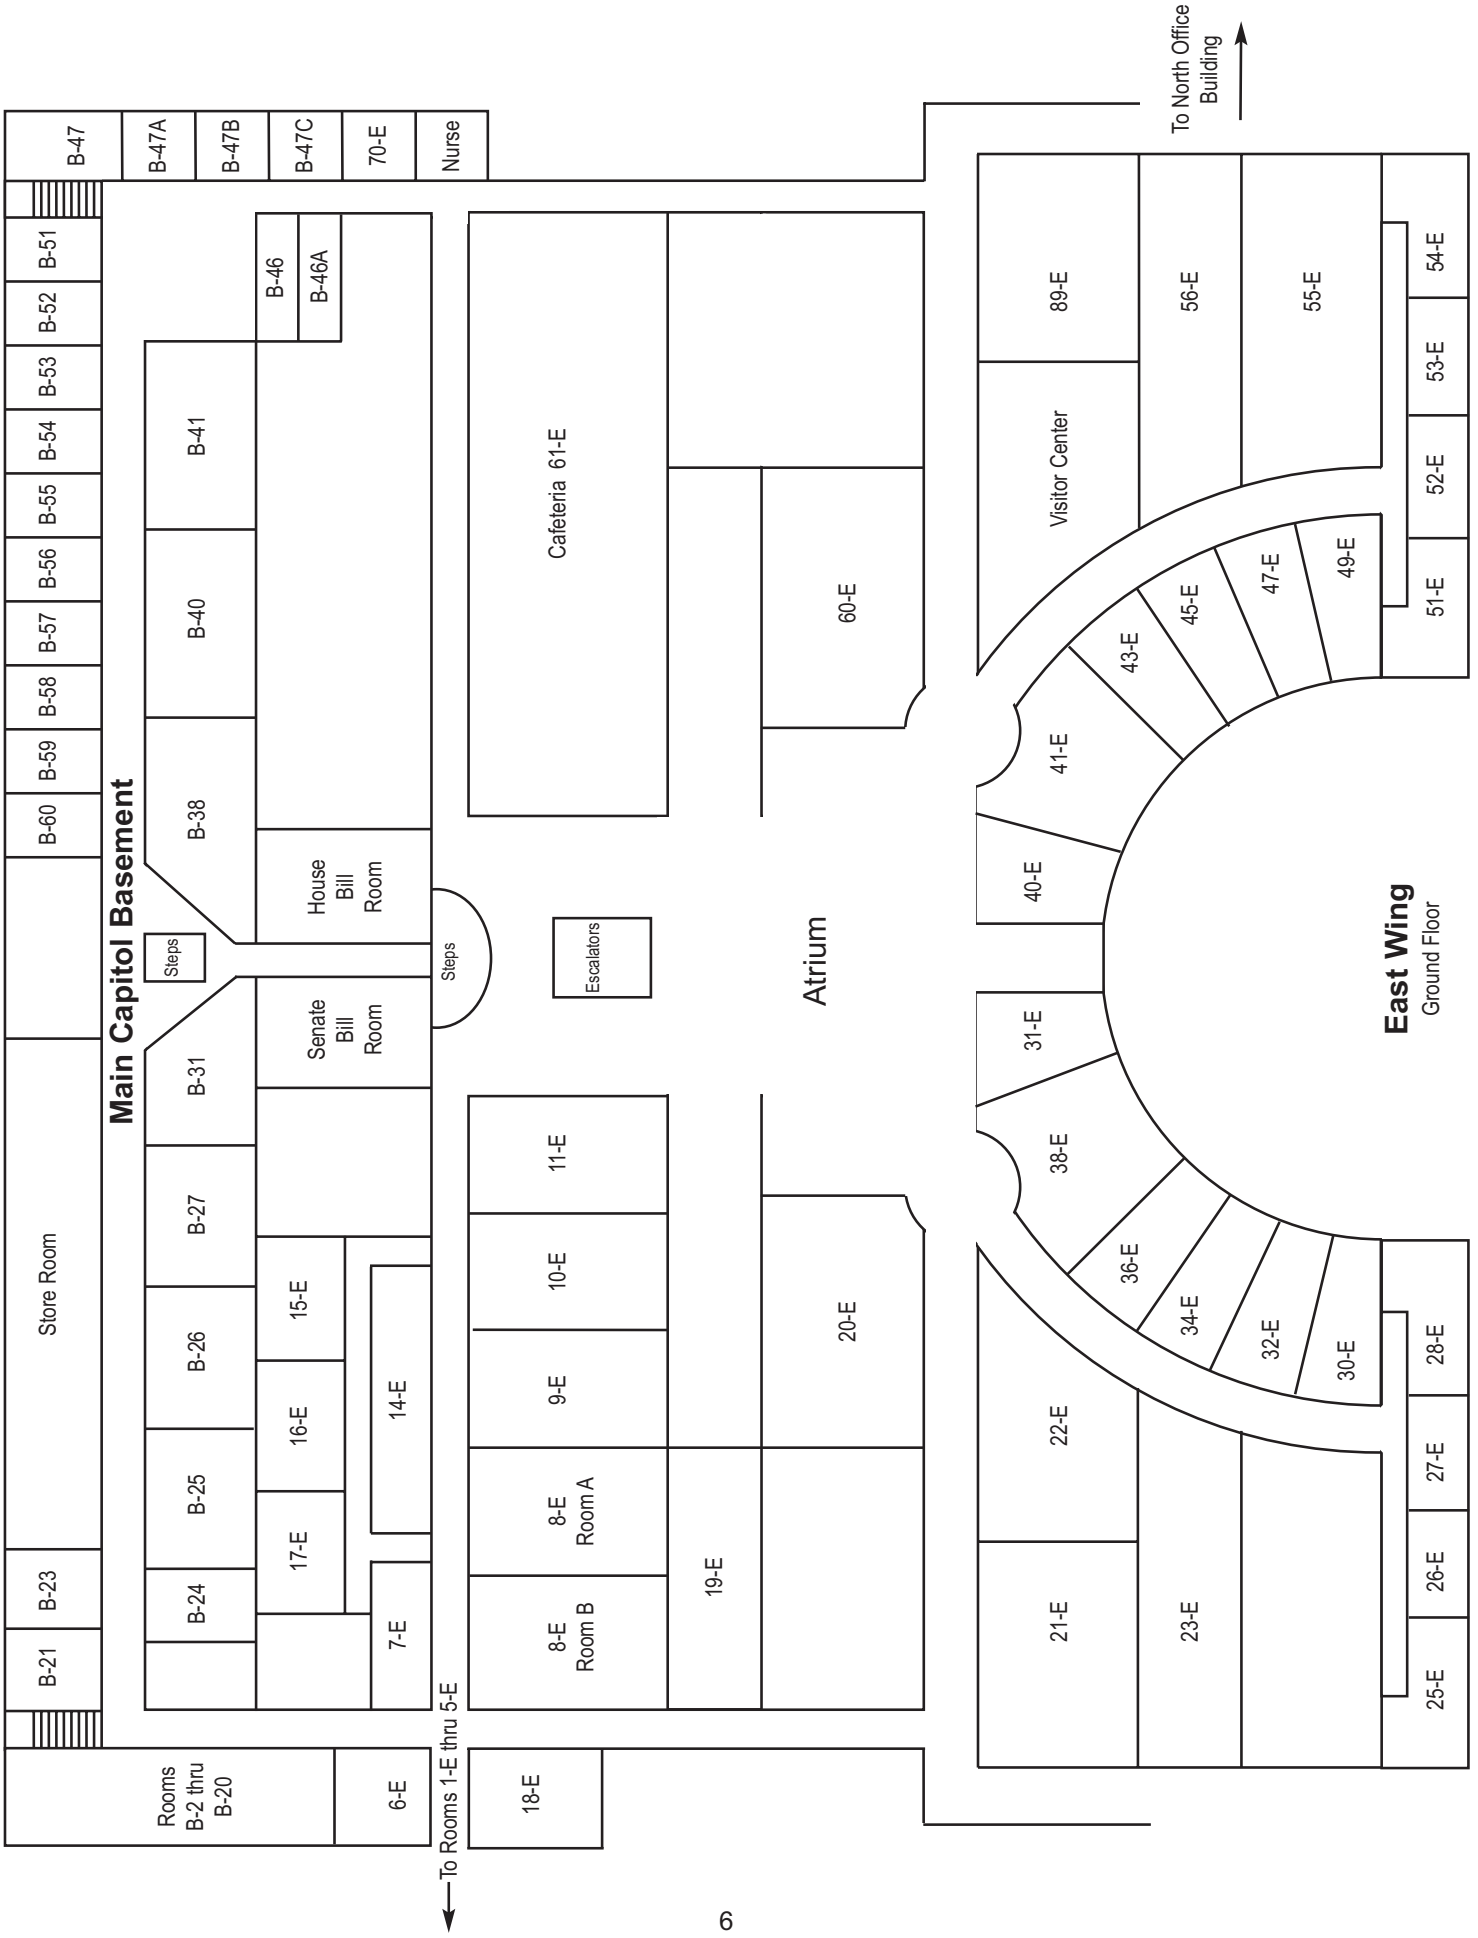 Rooms
B-2 thru
B-20
B-21
B-23
Store Room
B-60
B-59
B-58
B-57
B-56
B-55
B-54
B-53
B-52
B-51
B-47
Main Capitol Basement
B-47A
B-47B
B-47C
70-E
Nurse
B-24
B-25
B-26
B-27
B-31
Steps
B-38
B-40
B-41
B-46
B-46A
17-E
16-E
15-E
Senate
Bill
Room
House
Bill
Room
6-E
7-E
14-E
To Rooms 1-E thru 5-E
Steps
18-E
8-E
Room B
8-E
Room A
9-E
10-E
11-E
Escalators
Cafeteria 61-E
19-E
20-E
Atrium
60-E
21-E
22-E
38-E
31-E
40-E
41-E
Visitor Center
89-E
23-E
36-E
34-E
32-E
30-E
43-E
45-E
47-E
49-E
56-E
55-E
To North Office
Building
East Wing
Ground Floor
25-E
26-E
27-E
28-E
51-E
52-E
53-E
54-E
6